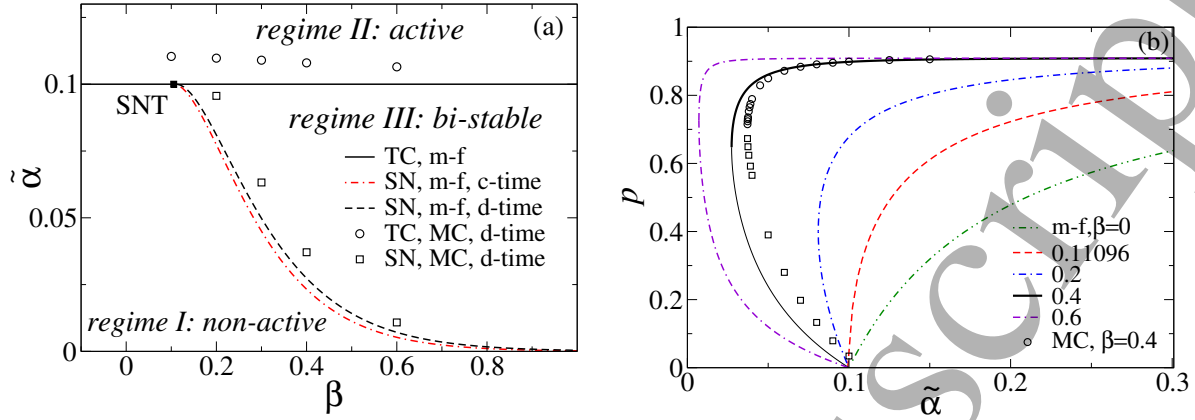 regime II: active
(a)
0.1
SNT
regime III: bi-stable
TC, m-f
SN, m-f, c-time
SN, m-f, d-time
TC, MC, d-time
SN, MC, d-time
α̃
0.05
regime I: non-active
0
0
0.2
0.4
0.6
0.8
β
(b)
1
0.8
0.6
0.4
0.2
0
p
m-f,β=0
0.11096
0.2
0.4
0.6
MC, β=0.4
0
0.1
0.2
0.3
α̃
script